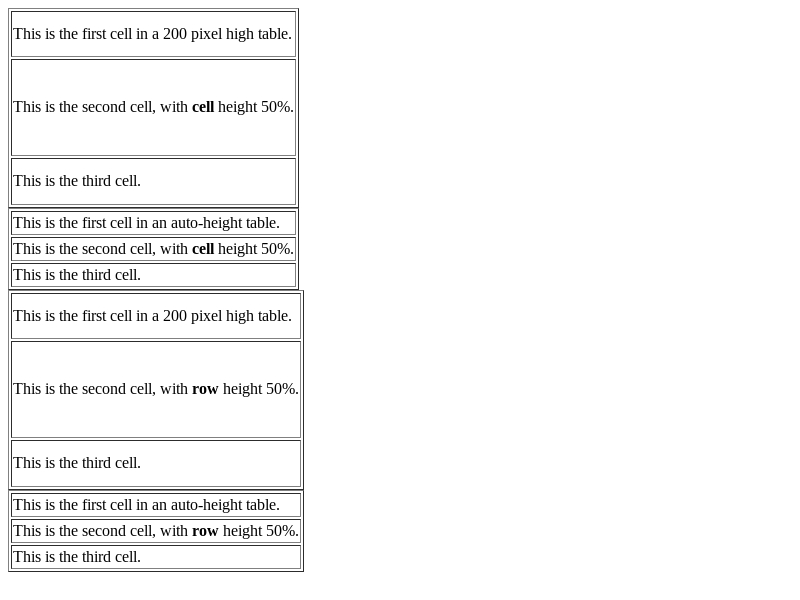 This is the first cell in a 200 pixel high table.
This is the second cell, with cell height 50%.
This is the third cell.
This is the first cell in an auto-height table.
This is the second cell, with cell height 50%.
This is the third cell.
This is the first cell in a 200 pixel high table.
This is the second cell, with row height 50%.
This is the third cell.
This is the first cell in an auto-height table.
This is the second cell, with row height 50%.
This is the third cell.